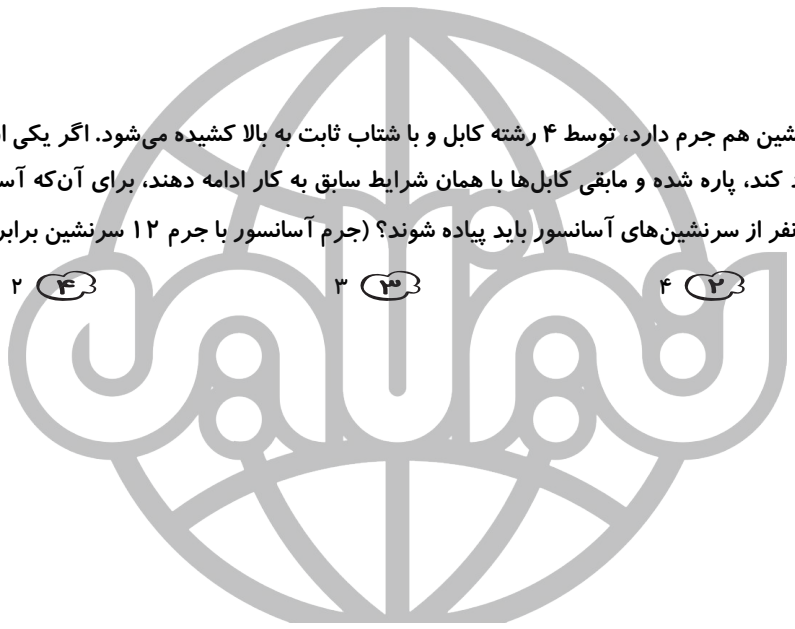 شین هم جرم دارد، توسط ۴ رشته کابل و با شتاب ثابت به بالا کشیده می‌شود. اگر یکی از
کند، پاره شده و مابقی کابل‌ها با همان شرایط سابق به کار ادامه دهند، برای آن‌که آس
نفر از سرنشین‌های آسانسور باید پیاده شوند؟ (جرم آسانسور با جرم ۱۲ سرنشین برابر
۲) ۴ ۳) ۳ ۴) ۲